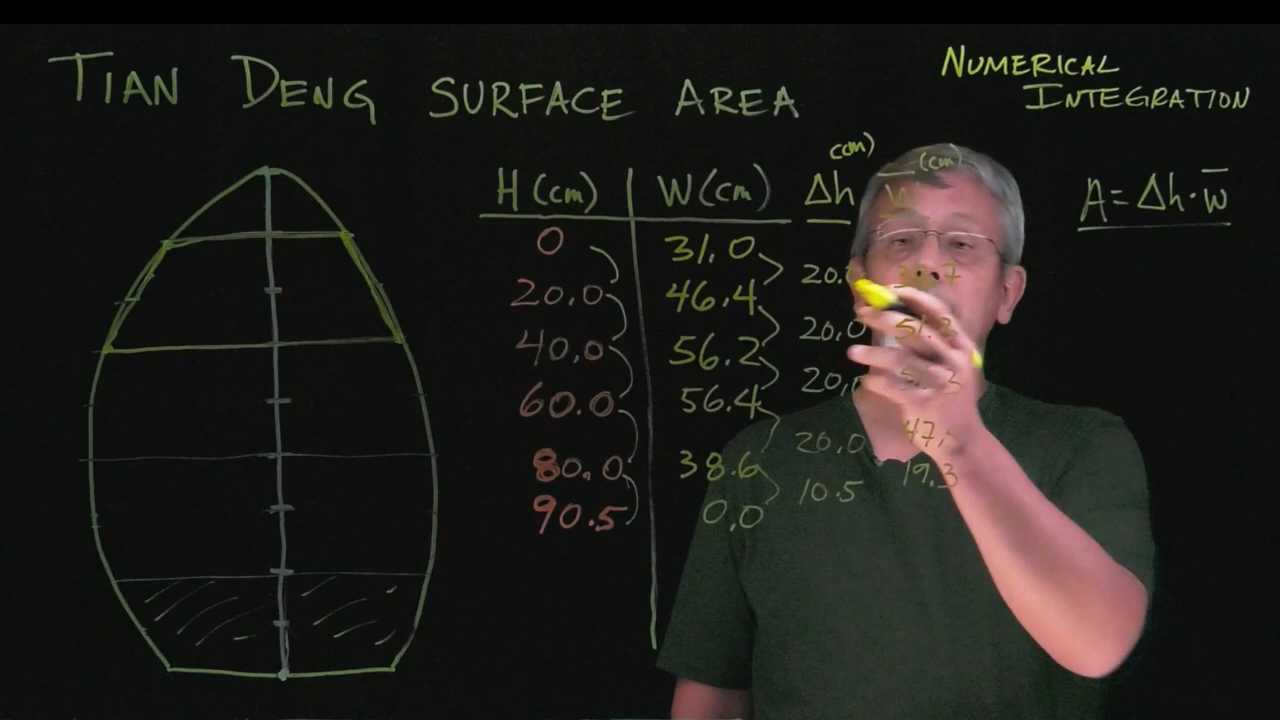 TIAN DENG SURFACE AREA
NUMERICAL
INTEGRATION
H (cm) W (cm) Δh (cm) w̅ (cm)
A = Δh · w̅
0 31.0
20.0 46.4
40.0 56.2
60.0 56.4
80.0 38.6
90.5 0.0
20.0
20.0
20.0 47.5
10.5 19.3